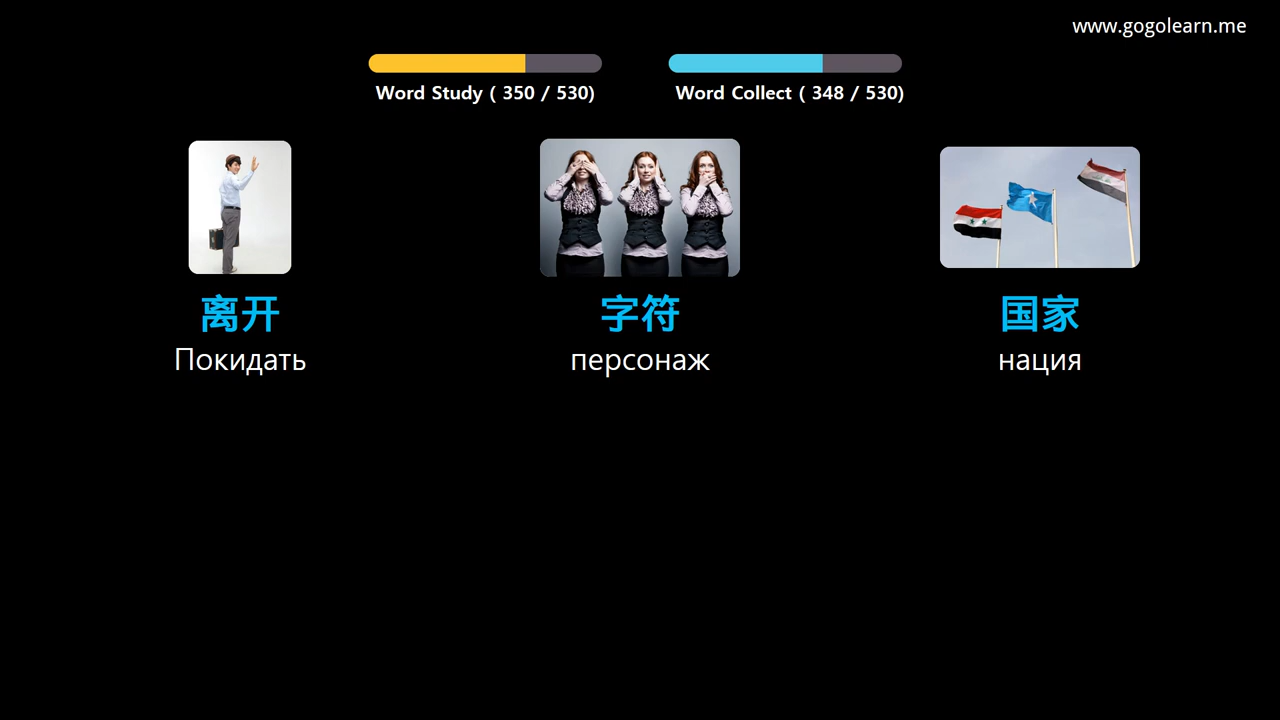 www.gogolearn.me
Word Study ( 350 / 530)
Word Collect ( 348 / 530)
离开
Покидать
字符
персонаж
国家
нация